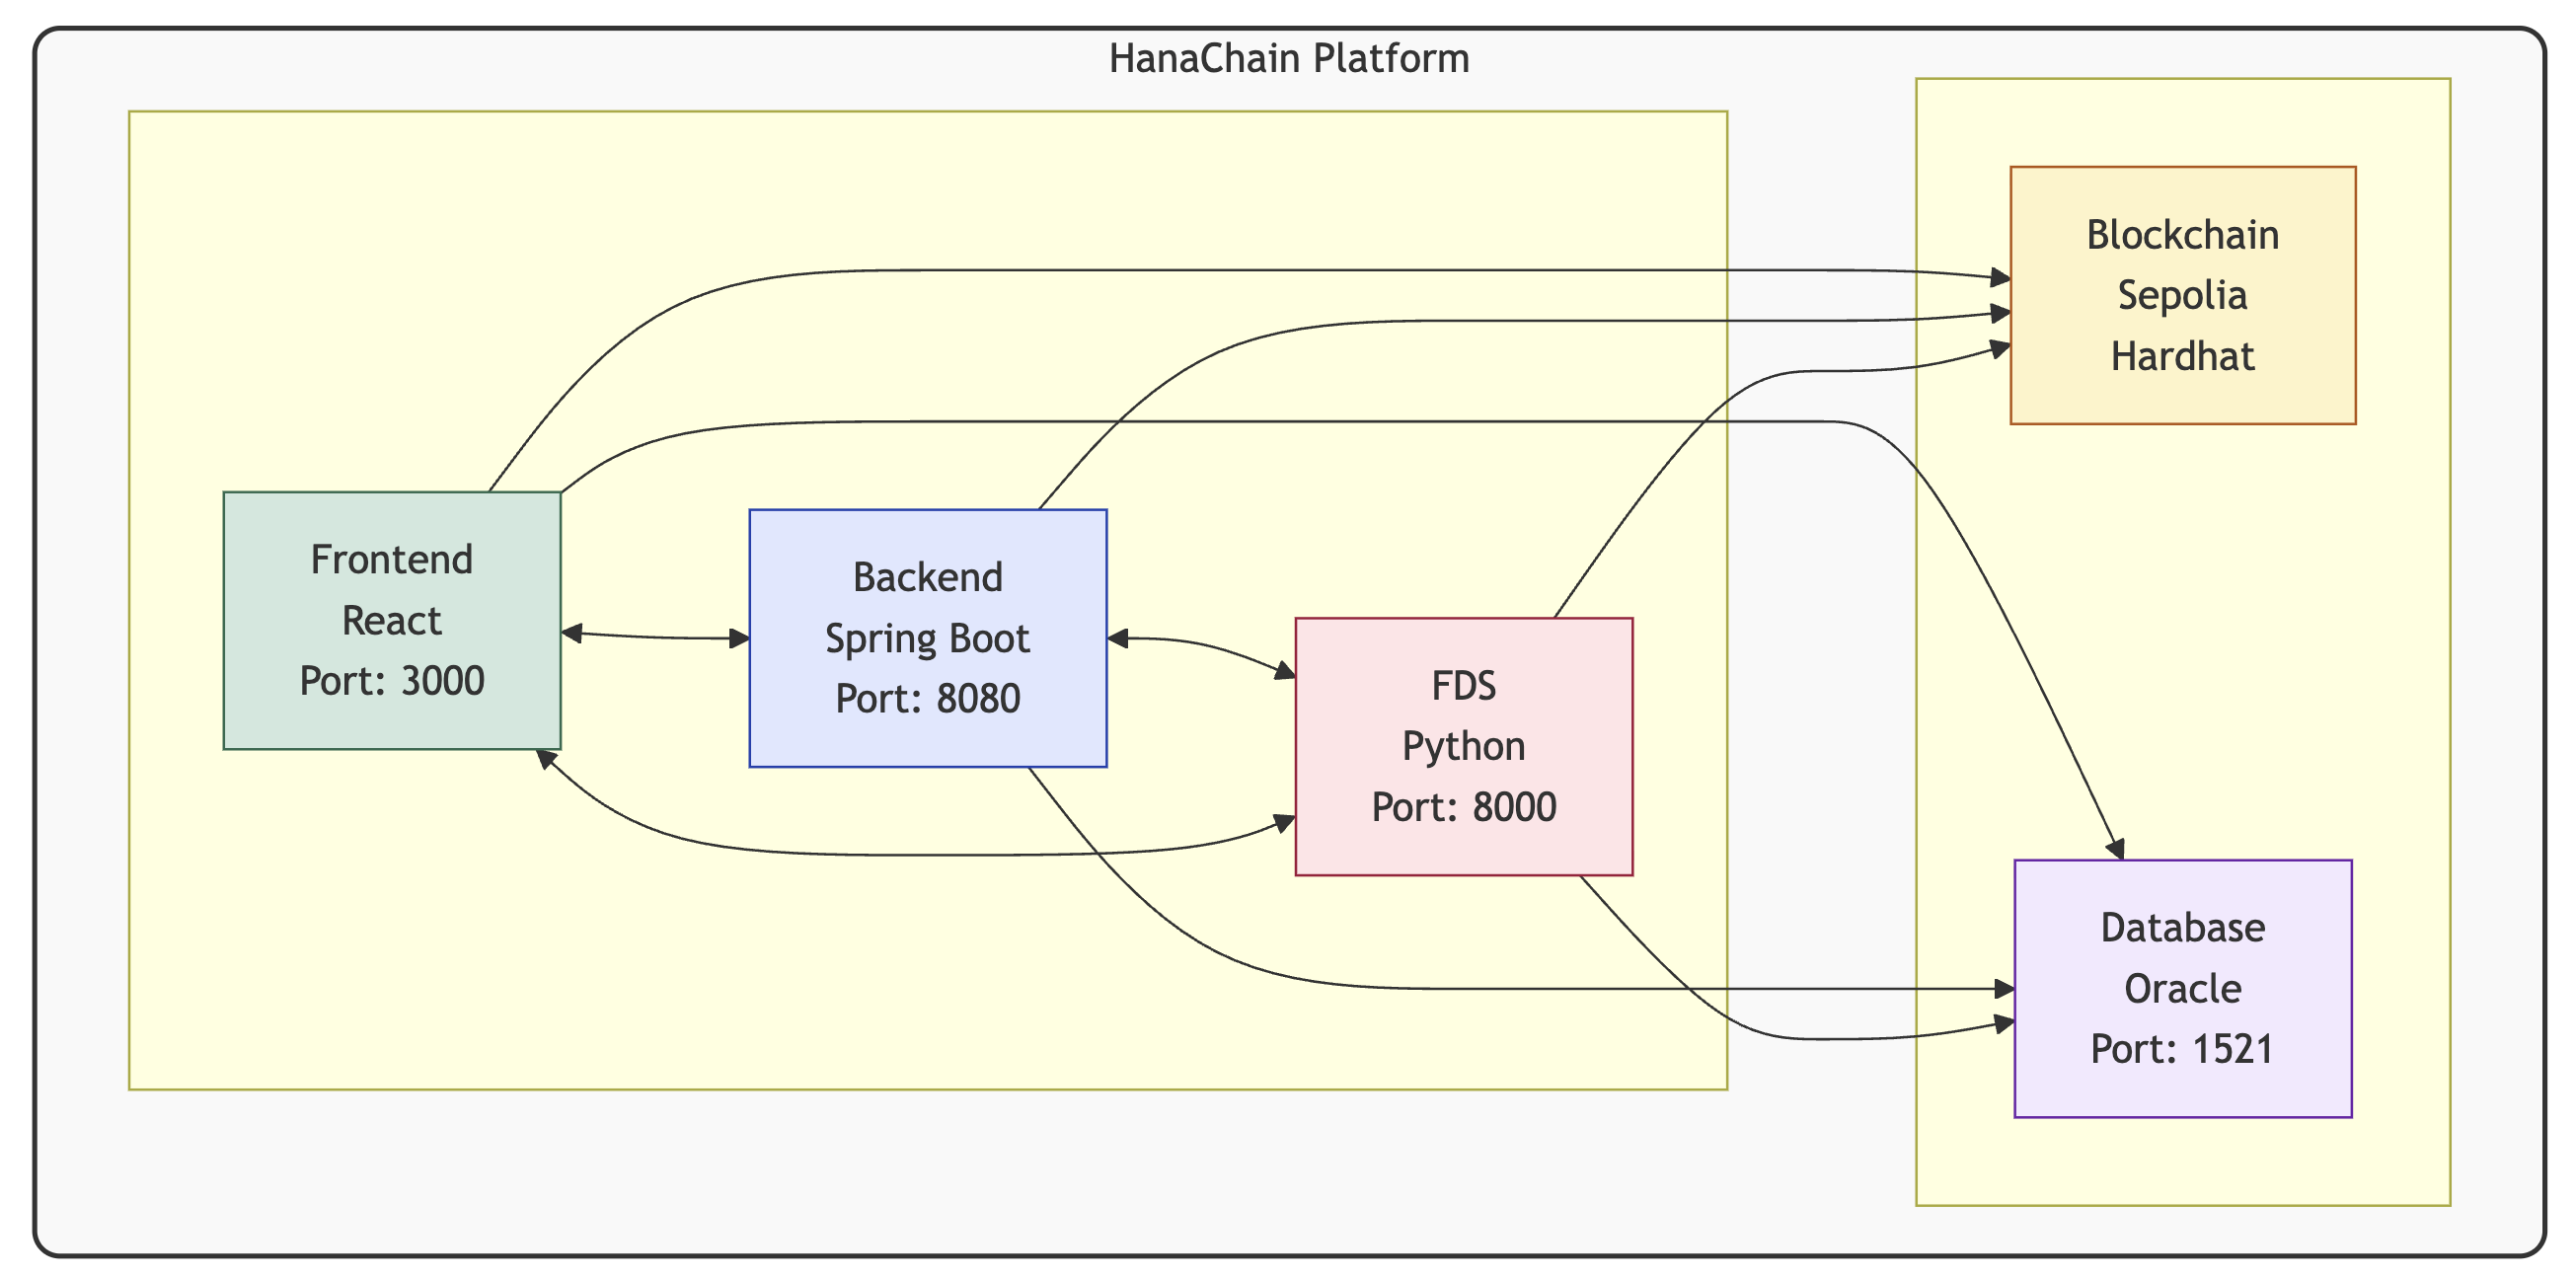 HanaChain Platform
Frontend
React
Port: 3000
Backend
Spring Boot
Port: 8080
FDS
Python
Port: 8000
Blockchain
Sepolia
Hardhat
Database
Oracle
Port: 1521